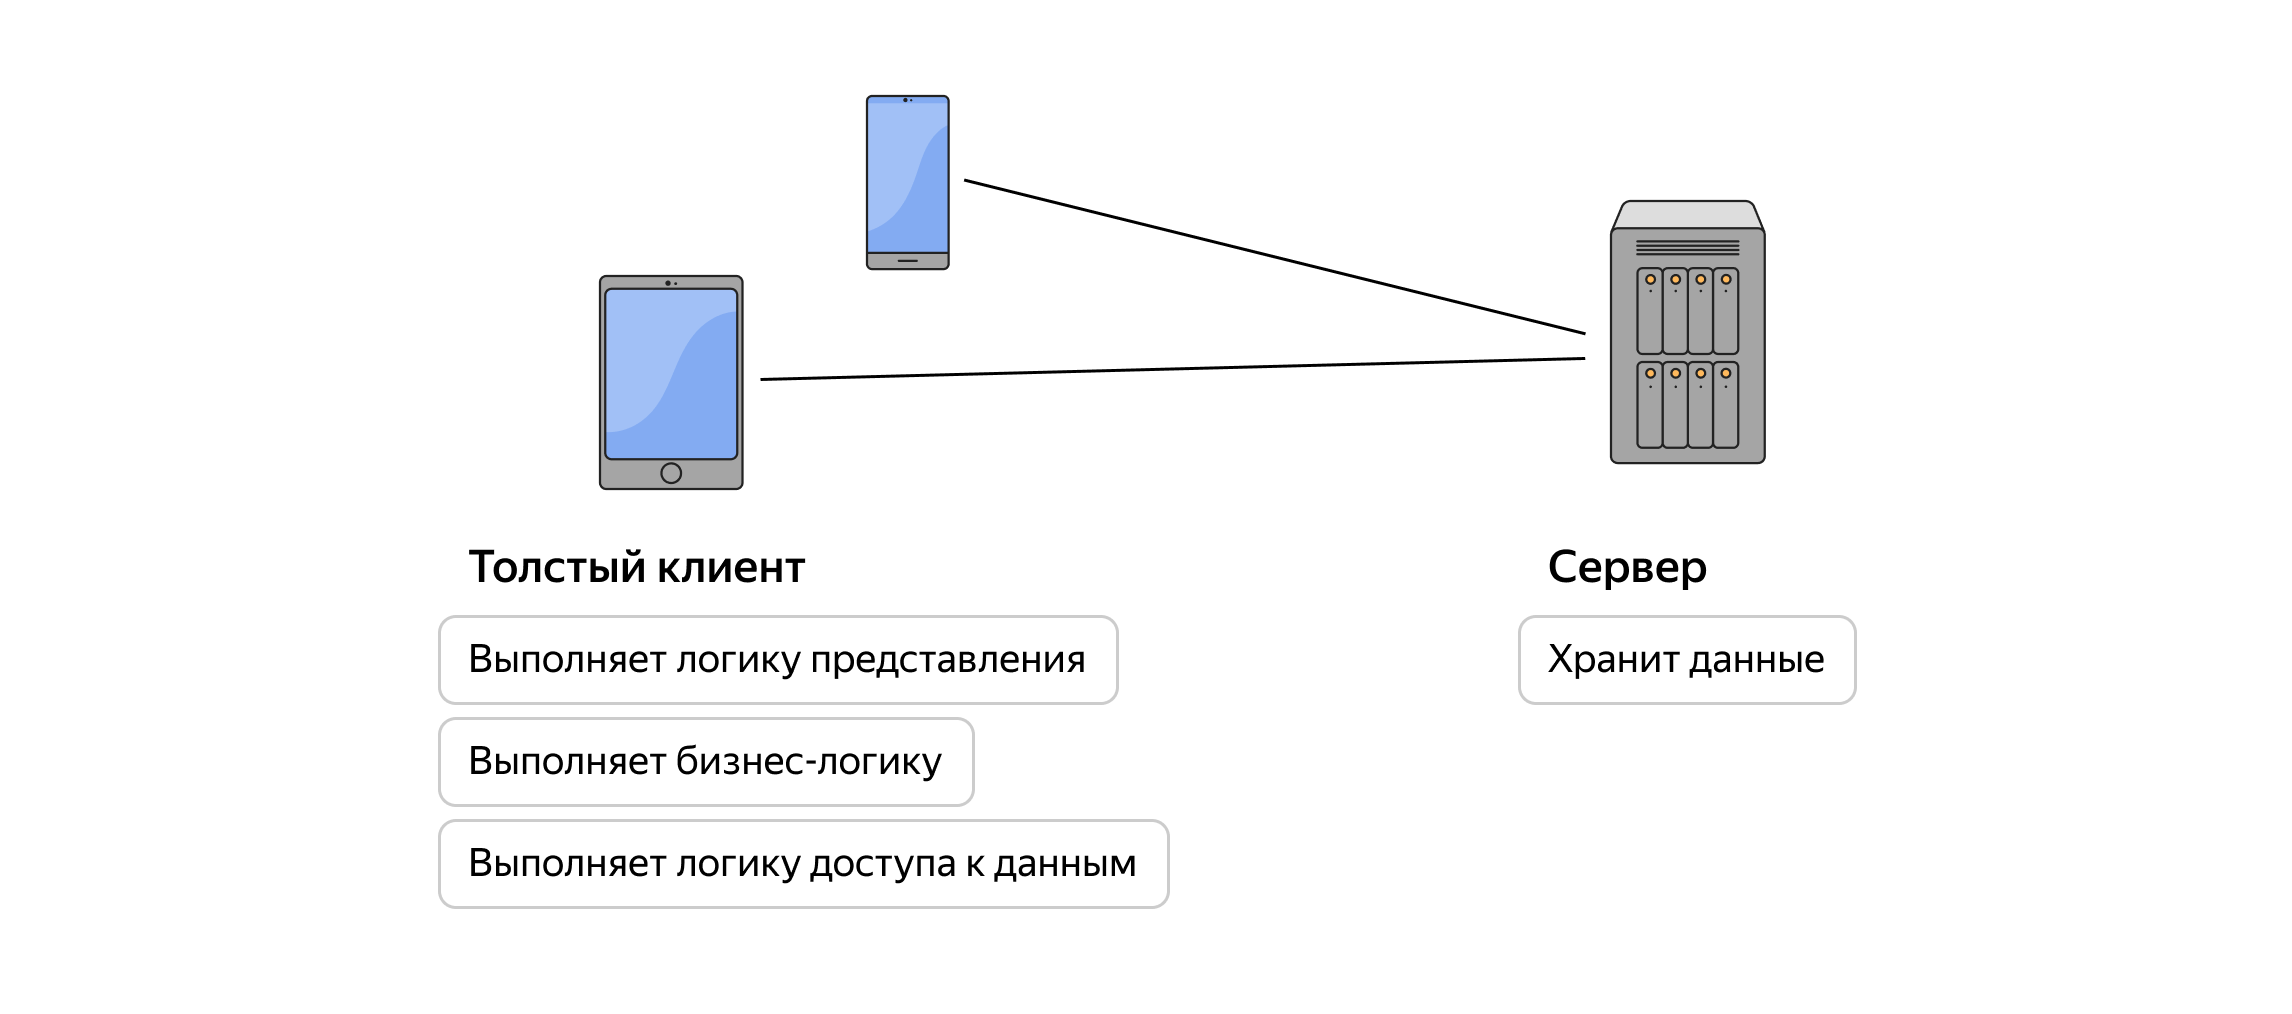 Толстый клиент
Выполняет логику представления
Выполняет бизнес-логику
Выполняет логику доступа к данным
Сервер
Хранит данные